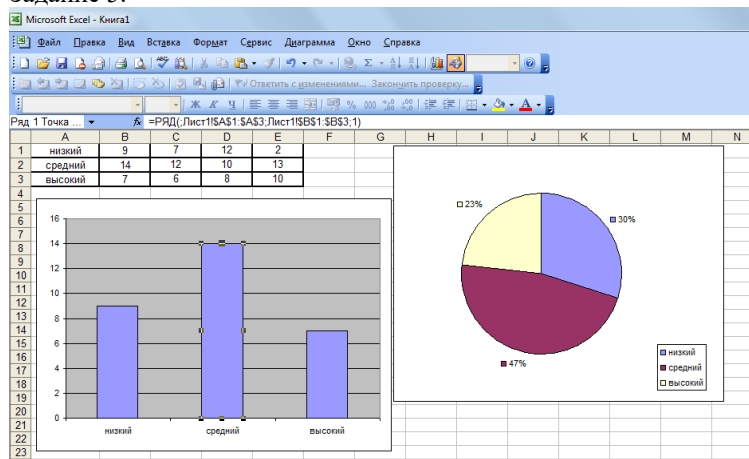 Microsoft Excel - Книга1
Файл Правка Вид Вставка Формат Сервис Диаграмма Окно Справка
Ответить с изменениями... Закончить проверку...
Ж К Ч % 000
Ряд 1 Точка ... fx =РЯД(;Лист1!$A$1:$A$3;Лист1!$B$1:$B$3;1)
A B C D E F G H I J K L M N
1 низкий 9 7 12 2
2 средний 14 12 10 13
3 высокий 7 6 8 10
4
5
6
7
8
9
10
11
12
13
14
15
16
17
18
19
20
21
22
23
16
14
12
10
8
6
4
2
0
низкий средний высокий
23%
30%
47%
низкий
средний
высокий